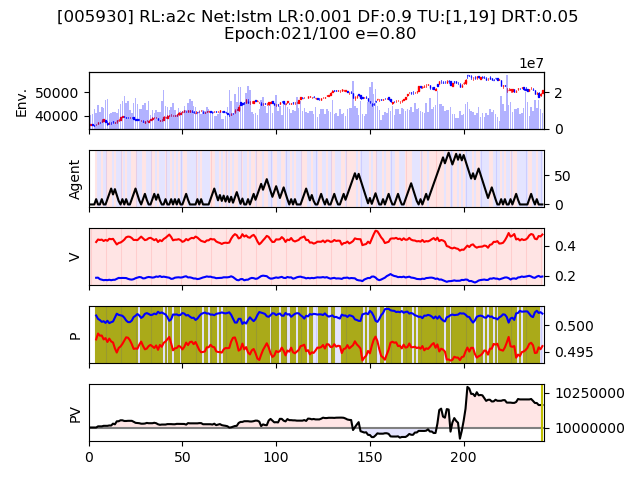 [005930] RL:a2c Net:lstm LR:0.001 DF:0.9 TU:[1,19] DRT:0.05
Epoch:021/100 e=0.80
1e7
Env.
50000
40000
2
0
Agent
50
0
V
0.4
0.2
P
0.500
0.495
PV
10250000
10000000
0 50 100 150 200